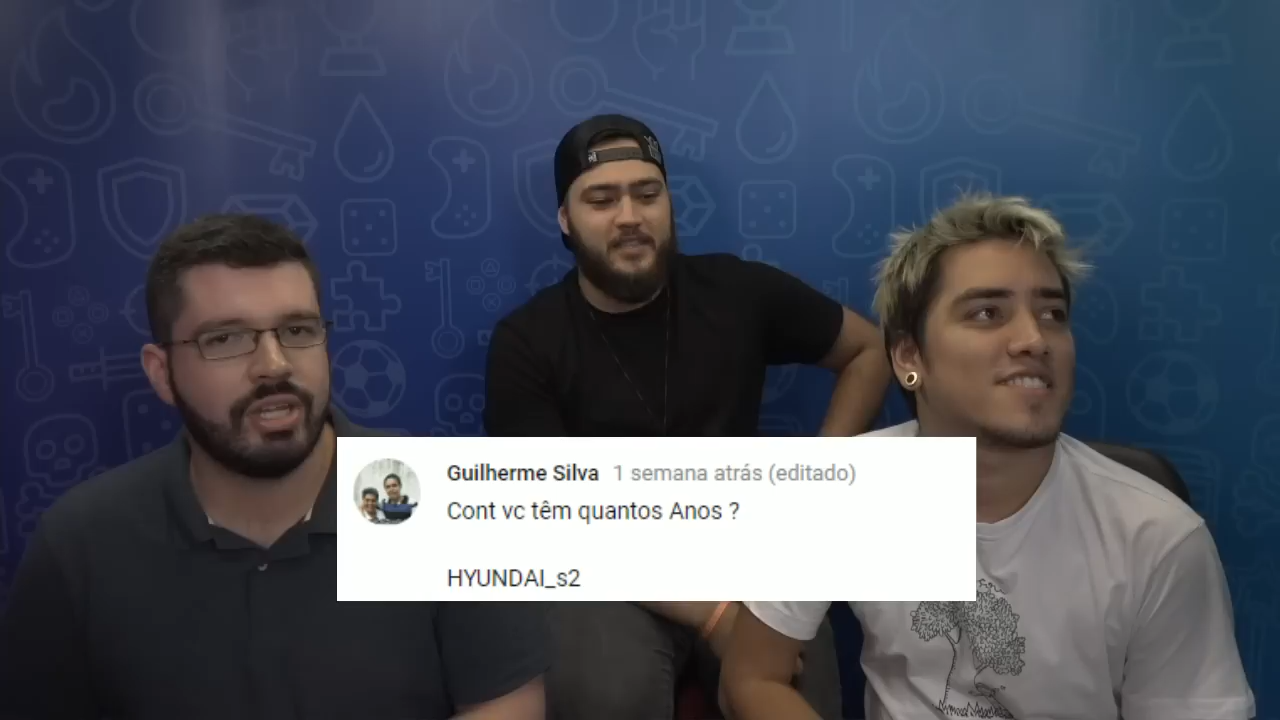 Guilherme Silva 1 semana atrás (editado)
Cont vc têm quantos Anos ?
HYUNDAI_s2